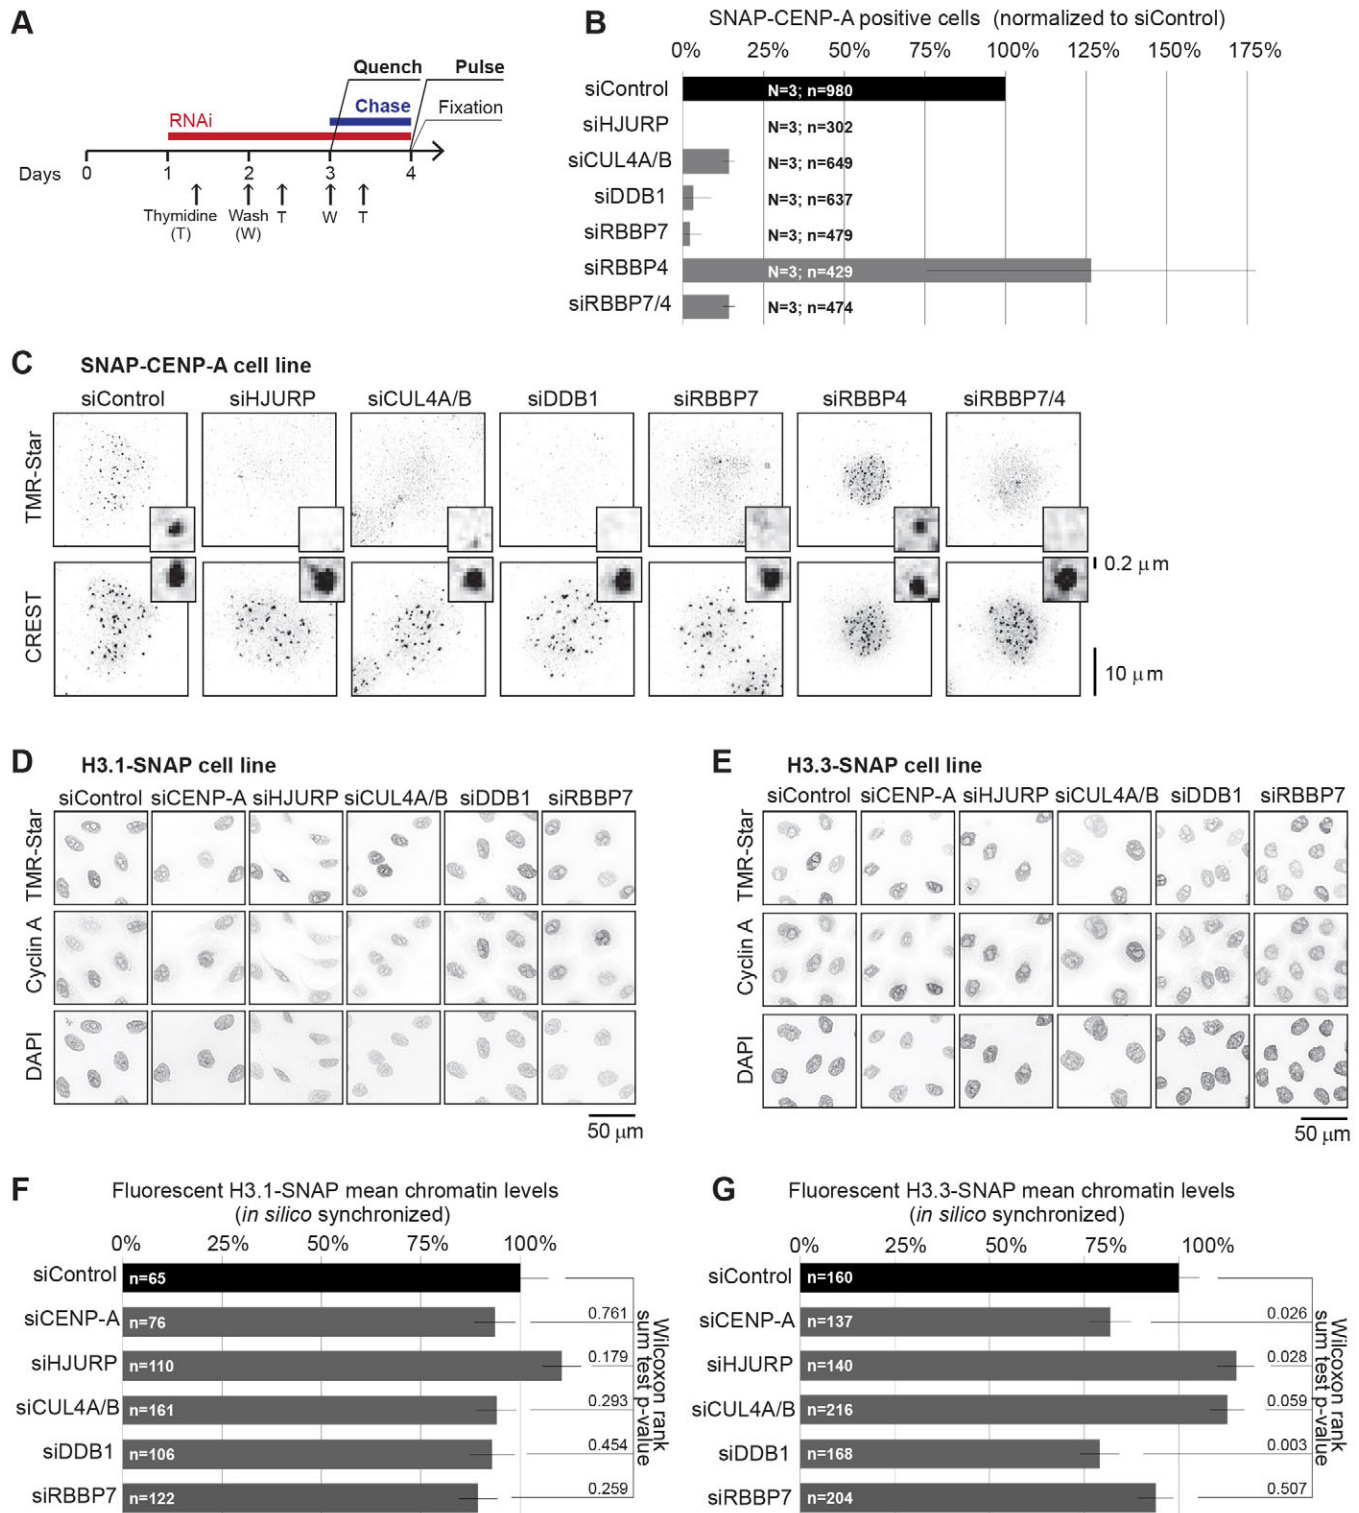 A
Quench
Pulse
Chase
Fixation
RNAi
Days 0 1 2 3 4
Thymidine (T)
Wash (W)
T
W
T
B
SNAP-CENP-A positive cells (normalized to siControl)
0% 25% 50% 75% 100% 125% 150% 175%
siControl N=3; n=980
siHJURP N=3; n=302
siCUL4A/B N=3; n=649
siDDB1 N=3; n=637
siRBBP7 N=3; n=479
siRBBP4 N=3; n=429
siRBBP7/4 N=3; n=474
C
SNAP-CENP-A cell line
siControl siHJURP siCUL4A/B siDDB1 siRBBP7 siRBBP4 siRBBP7/4
TMR-Star
0.2 µm
CREST
10 µm
D
H3.1-SNAP cell line
siControl siCENP-A siHJURP siCUL4A/B siDDB1 siRBBP7
TMR-Star
Cyclin A
DAPI
50 µm
E
H3.3-SNAP cell line
siControl siCENP-A siHJURP siCUL4A/B siDDB1 siRBBP7
TMR-Star
Cyclin A
DAPI
50 µm
F
Fluorescent H3.1-SNAP mean chromatin levels
(in silico synchronized)
0% 25% 50% 75% 100%
siControl n=65
siCENP-A n=76 0.761
siHJURP n=110 0.179
siCUL4A/B n=161 0.293
siDDB1 n=106 0.454
siRBBP7 n=122 0.259
Wilcoxon rank
sum test p-value
G
Fluorescent H3.3-SNAP mean chromatin levels
(in silico synchronized)
0% 25% 50% 75% 100%
siControl n=160
siCENP-A n=137 0.026
siHJURP n=140 0.028
siCUL4A/B n=216 0.059
siDDB1 n=168 0.003
siRBBP7 n=204 0.507
Wilcoxon rank
sum test p-value